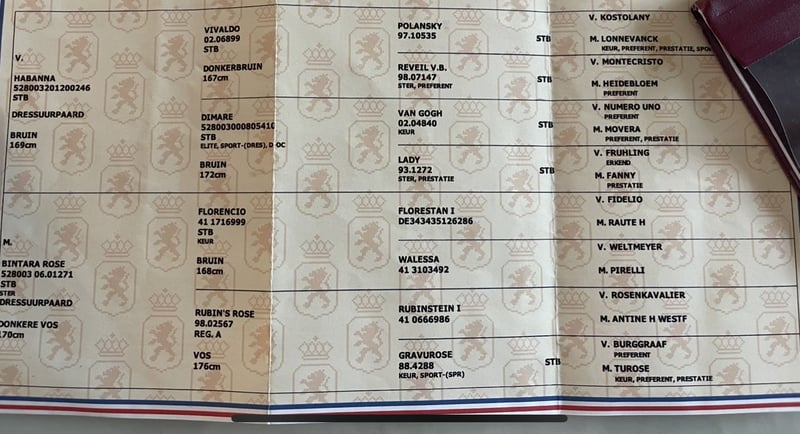 V.
HABANNA
528003201200246
STB
DRESSUURPAARD
BRUIN
169cm
M.
BINTARA ROSE
528003 06.01271
STB
STER
DRESSUURPAARD
DONKERE VOS
170cm
VIVALDO
02.06899
STB
DONKERBRUIN
167cm
DIMARE
528003000805410
STB
ELITE, SPORT-(DRES), D-OC
BRUIN
172cm
FLORENCIO
41 1716999
STB
KEUR
BRUIN
168cm
RUBIN'S ROSE
98.02567
REG. A
VOS
176cm
POLANSKY
97.10535
STB
REVEIL V.B.
98.07147
STB
STER, PREFERENT
VAN GOGH
02.04840
STB
KEUR
LADY
93.1272
STB
STER, PRESTATIE
FLORESTAN I
DE343435126286
WALESSA
41 3103492
RUBINSTEIN I
41 0666986
GRAVUROSE
88.4288
STB
KEUR, SPORT-(SPR)
V. KOSTOLANY
M. LONNEVANCK
KEUR, PREFERENT, PRESTATIE,
V. MONTECRISTO
M. HEIDEBLOEM
PREFERENT
V. NUMERO UNO
PREFERENT
M. MOVERA
PREFERENT, PRESTATIE
V. FRUHLING
ERKEND
M. FANNY
PRESTATIE
V. FIDELIO
M. RAUTE H
V. WELTMEYER
M. PIRELLI
V. ROSENKAVALIER
M. ANTINE H WESTF
V. BURGGRAAF
PREFERENT
M. TUROSE
KEUR, PREFERENT, PRESTATIE